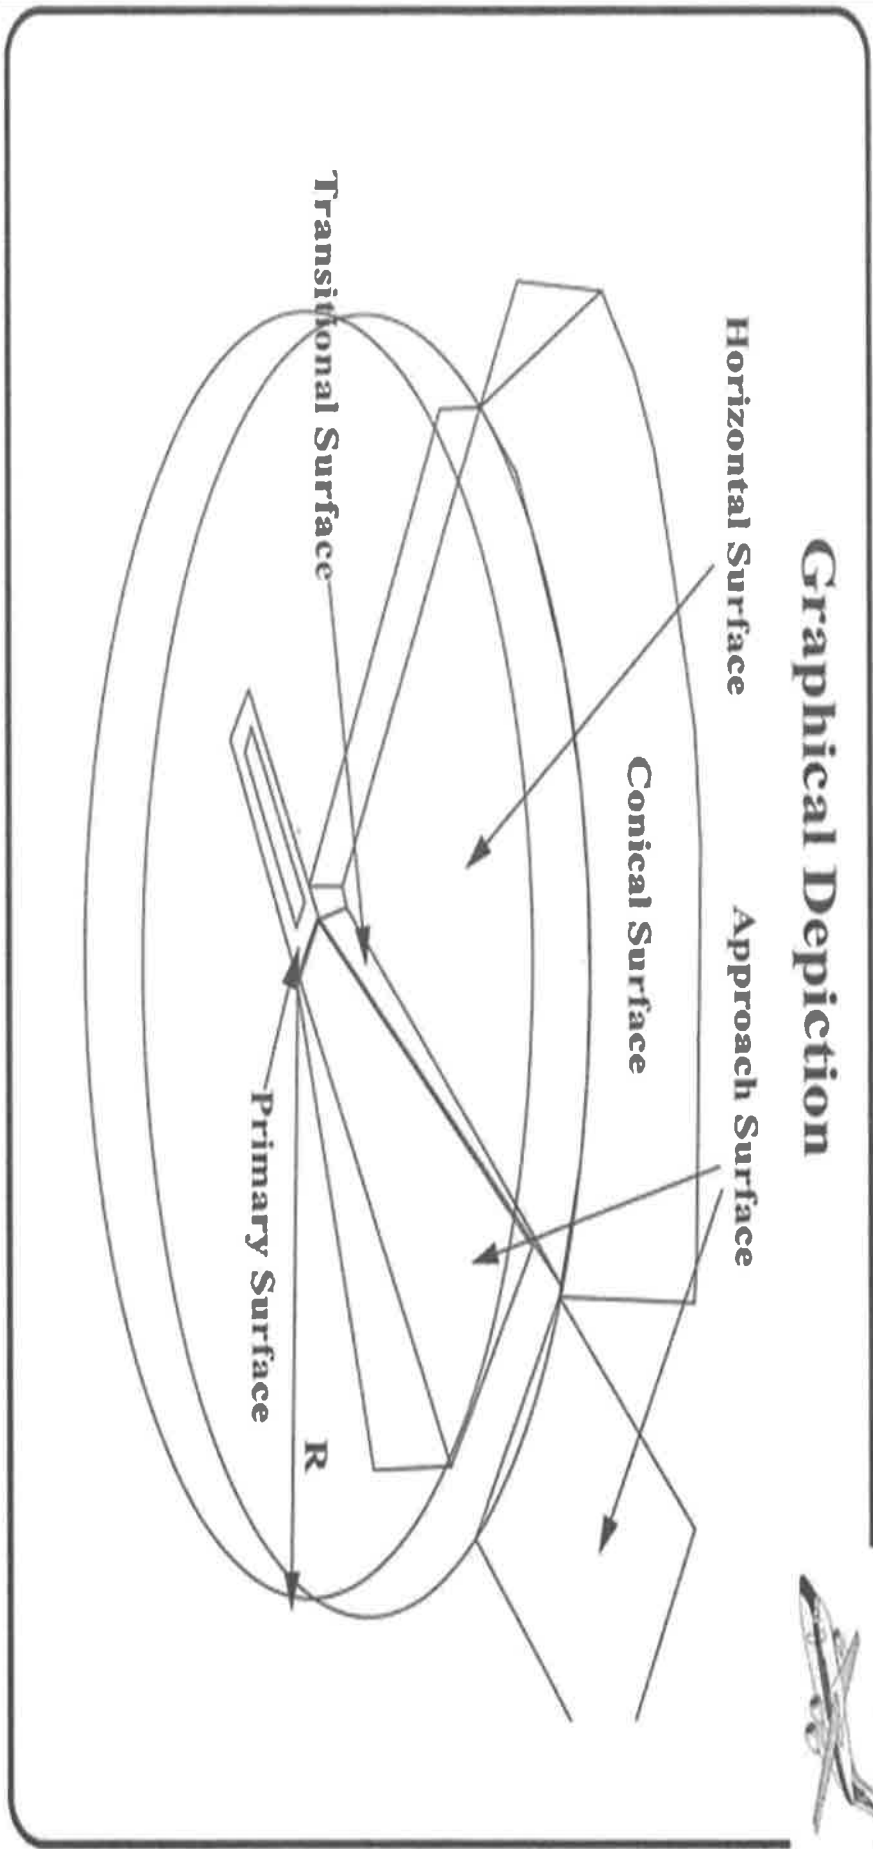 Graphical Depiction
Horizontal Surface
Approach Surface
Conical Surface
Transitional Surface
R
Primary Surface